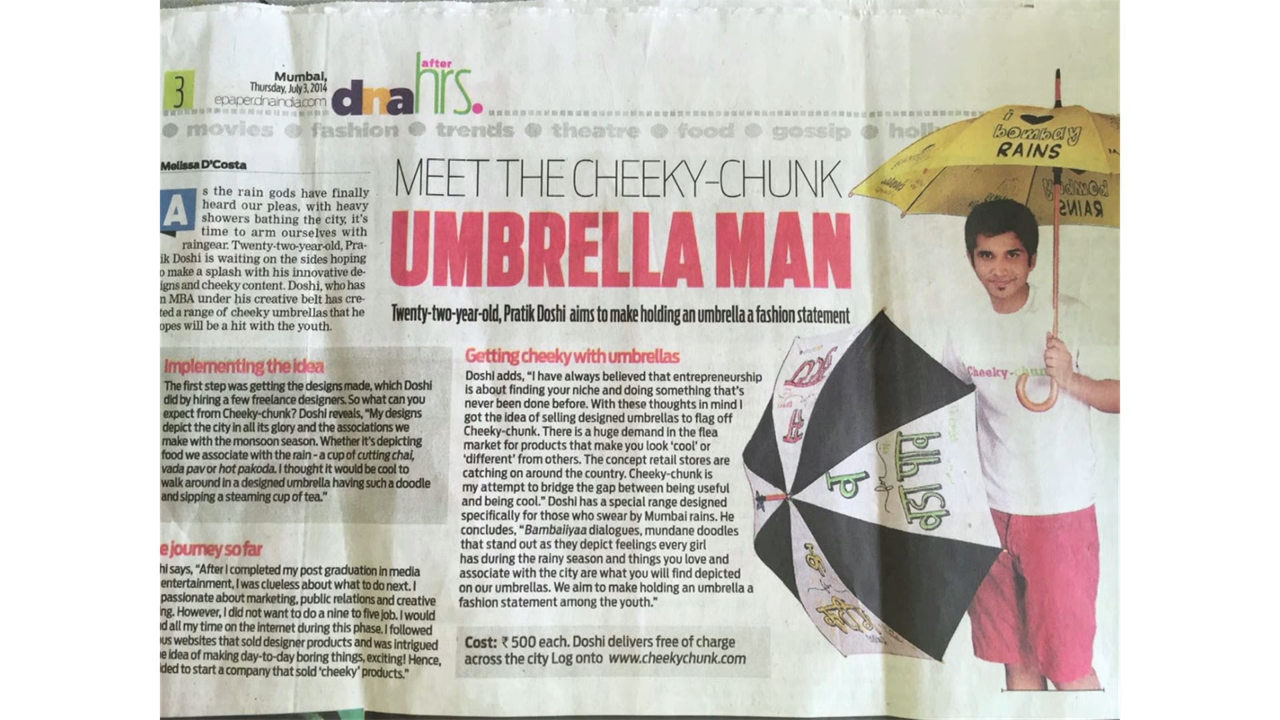 3
Mumbai,
Thursday, July 3, 2014
epaper.dnaindia.com
dna after hrs.
movies fashion trends theatre food gossip
Melissa D'Costa
MEET THE CHEEKY-CHUNK
UMBRELLA MAN
Twenty-two-year-old, Pratik Doshi aims to make holding an umbrella a fashion statement
As the rain gods have finally
heard our pleas, with heavy
showers bathing the city, it's
time to arm ourselves with
raingear. Twenty-two-year-old, Pra-
ik Doshi is waiting on the sides hoping
o make a splash with his innovative de-
igns and cheeky content. Doshi, who has
n MBA under his creative belt has cre-
ted a range of cheeky umbrellas that he
opes will be a hit with the youth.
Implementing the idea
The first step was getting the designs made, which Doshi
did by hiring a few freelance designers. So what can you
expect from Cheeky-chunk? Doshi reveals, “My designs
depict the city in all its glory and the associations we
make with the monsoon season. Whether it's depicting
food we associate with the rain - a cup of cutting chai,
vada pav or hot pakoda. I thought it would be cool to
walk around in a designed umbrella having such a doodle
and sipping a steaming cup of tea.”
e journey so far
hi says, “After I completed my post graduation in media
entertainment, I was clueless about what to do next. I
passionate about marketing, public relations and creative
ng. However, I did not want to do a nine to five job. I would
d all my time on the internet during this phase. I followed
us websites that sold designer products and was intrigued
e idea of making day-to-day boring things, exciting! Hence,
ded to start a company that sold ‘cheeky’ products.”
Getting cheeky with umbrellas
Doshi adds, “I have always believed that entrepreneurship
is about finding your niche and doing something that's
never been done before. With these thoughts in mind I
got the idea of selling designed umbrellas to flag off
Cheeky-chunk. There is a huge demand in the flea
market for products that make you look ‘cool’ or
‘different’ from others. The concept retail stores are
catching on around the country. Cheeky-chunk is
my attempt to bridge the gap between being useful
and being cool.” Doshi has a special range designed
specifically for those who swear by Mumbai rains. He
concludes, “Bambaiiyaa dialogues, mundane doodles
that stand out as they depict feelings every girl
has during the rainy season and things you love and
associate with the city are what you will find depicted
on our umbrellas. We aim to make holding an umbrella a
fashion statement among the youth.”
Cost: ₹ 500 each. Doshi delivers free of charge
across the city Log onto www.cheekychunk.com
i
bombay
RAINS
bombay
RAINS
Cheeky-chun
व
वडापाव